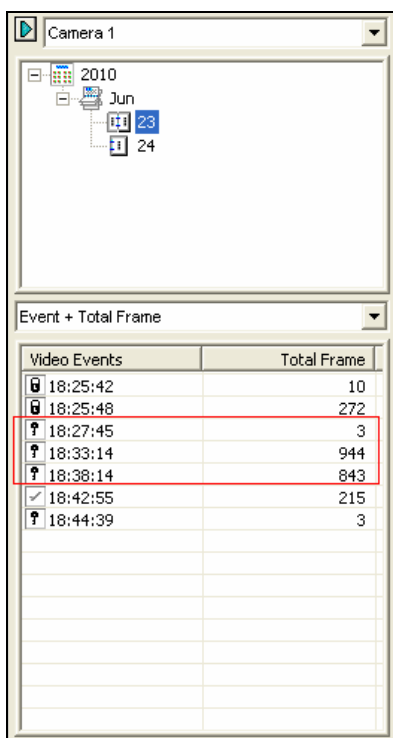 Camera 1
2010
Jun
23
24
Event + Total Frame
Video Events Total Frame
18:25:42 10
18:25:48 272
18:27:45 3
18:33:14 944
18:38:14 843
18:42:55 215
18:44:39 3